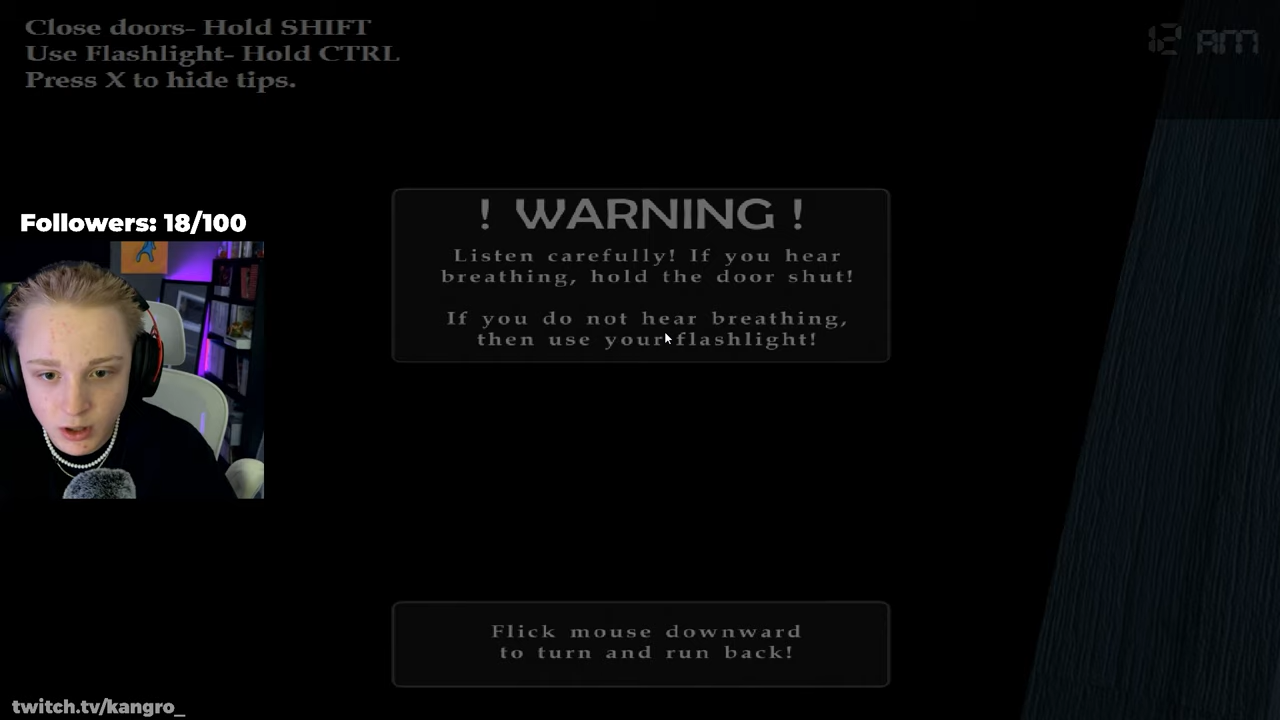 Close doors- Hold SHIFT
Use Flashlight- Hold CTRL
Press X to hide tips.
12 AM
Followers: 18/100
! WARNING !
Listen carefully! If you hear
breathing, hold the door shut!
If you do not hear breathing,
then use your flashlight!
Flick mouse downward
to turn and run back!
twitch.tv/kangro_